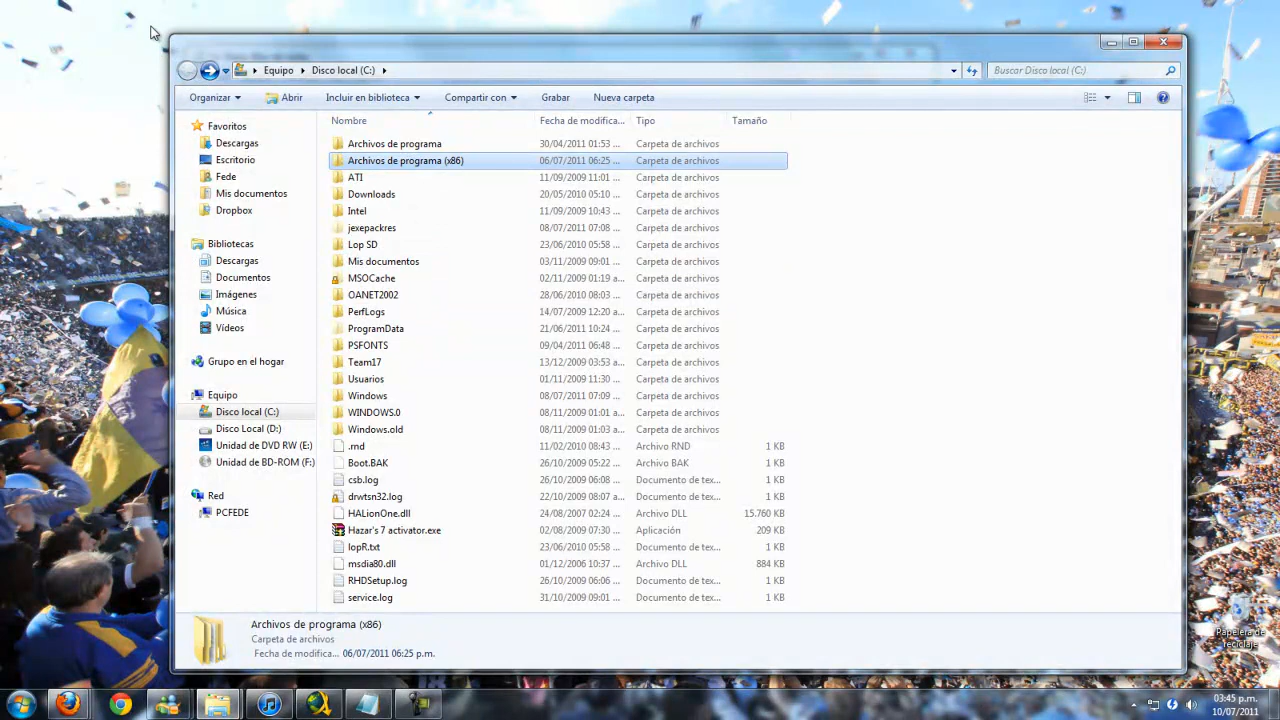 Equipo Disco local (C:)
Buscar Disco local (C:)
Organizar Abrir Incluir en biblioteca Compartir con Grabar Nueva carpeta
Nombre Fecha de modifica... Tipo Tamaño
Favoritos
Descargas
Escritorio
Fede
Mis documentos
Dropbox
Bibliotecas
Descargas
Documentos
Imágenes
Música
Vídeos
Grupo en el hogar
Equipo
Disco local (C:)
Disco Local (D:)
Unidad de DVD RW (E:)
Unidad de BD-ROM (F:)
Red
PCFEDE
Archivos de programa 30/04/2011 01:53 ... Carpeta de archivos
Archivos de programa (x86) 06/07/2011 06:25 ... Carpeta de archivos
ATI 11/09/2009 11:01 ... Carpeta de archivos
Downloads 20/05/2010 05:10 ... Carpeta de archivos
Intel 11/09/2009 10:43 ... Carpeta de archivos
jexepackres 08/07/2011 07:08 ... Carpeta de archivos
Lop SD 23/06/2010 05:58 ... Carpeta de archivos
Mis documentos 03/11/2009 09:01 ... Carpeta de archivos
MSOCache 02/11/2009 01:19 a... Carpeta de archivos
OANET2002 28/06/2010 08:03 ... Carpeta de archivos
PerfLogs 14/07/2009 12:20 a... Carpeta de archivos
ProgramData 21/06/2011 10:24 ... Carpeta de archivos
PSFONTS 09/04/2011 06:48 ... Carpeta de archivos
Team17 13/12/2009 03:53 a... Carpeta de archivos
Usuarios 01/11/2009 11:30 ... Carpeta de archivos
Windows 08/07/2011 07:09 ... Carpeta de archivos
WINDOWS.0 08/11/2009 01:01 a... Carpeta de archivos
Windows.old 08/11/2009 01:03 a... Carpeta de archivos
.rnd 11/02/2010 08:43 ... Archivo RND 1 KB
Boot.BAK 26/10/2009 05:22 ... Archivo BAK 1 KB
csb.log 26/10/2009 06:08 ... Documento de tex... 1 KB
drwtsn32.log 22/10/2009 08:07 a... Documento de tex... 1 KB
HALionOne.dll 24/08/2007 02:24 ... Archivo DLL 15.760 KB
Hazar's 7 activator.exe 02/08/2009 07:30 ... Aplicación 209 KB
lopR.txt 23/06/2010 05:58 ... Documento de tex... 1 KB
msdia80.dll 01/12/2006 10:37 ... Archivo DLL 884 KB
RHDSetup.log 26/10/2009 06:06 ... Documento de tex... 1 KB
service.log 31/10/2009 09:01 ... Documento de tex... 1 KB
Archivos de programa (x86)
Carpeta de archivos
Fecha de modifica... 06/07/2011 06:25 p.m.
Papelera de
reciclaje
03:45 p.m.
10/07/2011